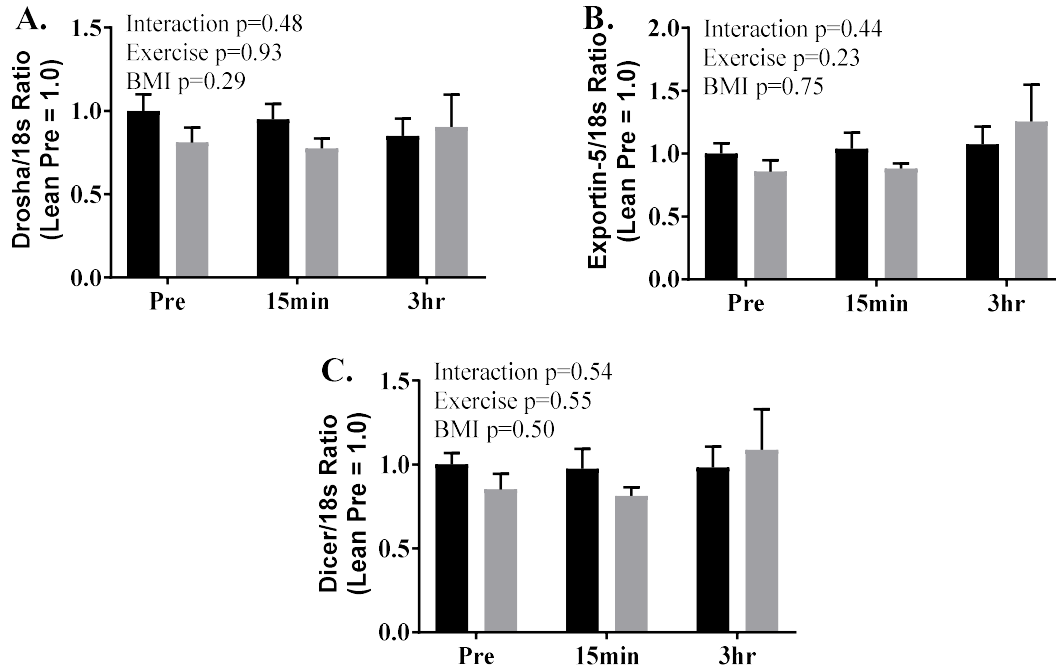 A.
Interaction p=0.48
Exercise p=0.93
BMI p=0.29
Drosha/18s Ratio
(Lean Pre = 1.0)
1.5
1.0
0.5
0.0
Pre 15min 3hr
B.
Interaction p=0.44
Exercise p=0.23
BMI p=0.75
Exportin-5/18s Ratio
(Lean Pre = 1.0)
2.0
1.5
1.0
0.5
0.0
Pre 15min 3hr
C.
Interaction p=0.54
Exercise p=0.55
BMI p=0.50
Dicer/18s Ratio
(Lean Pre = 1.0)
1.5
1.0
0.5
0.0
Pre 15min 3hr